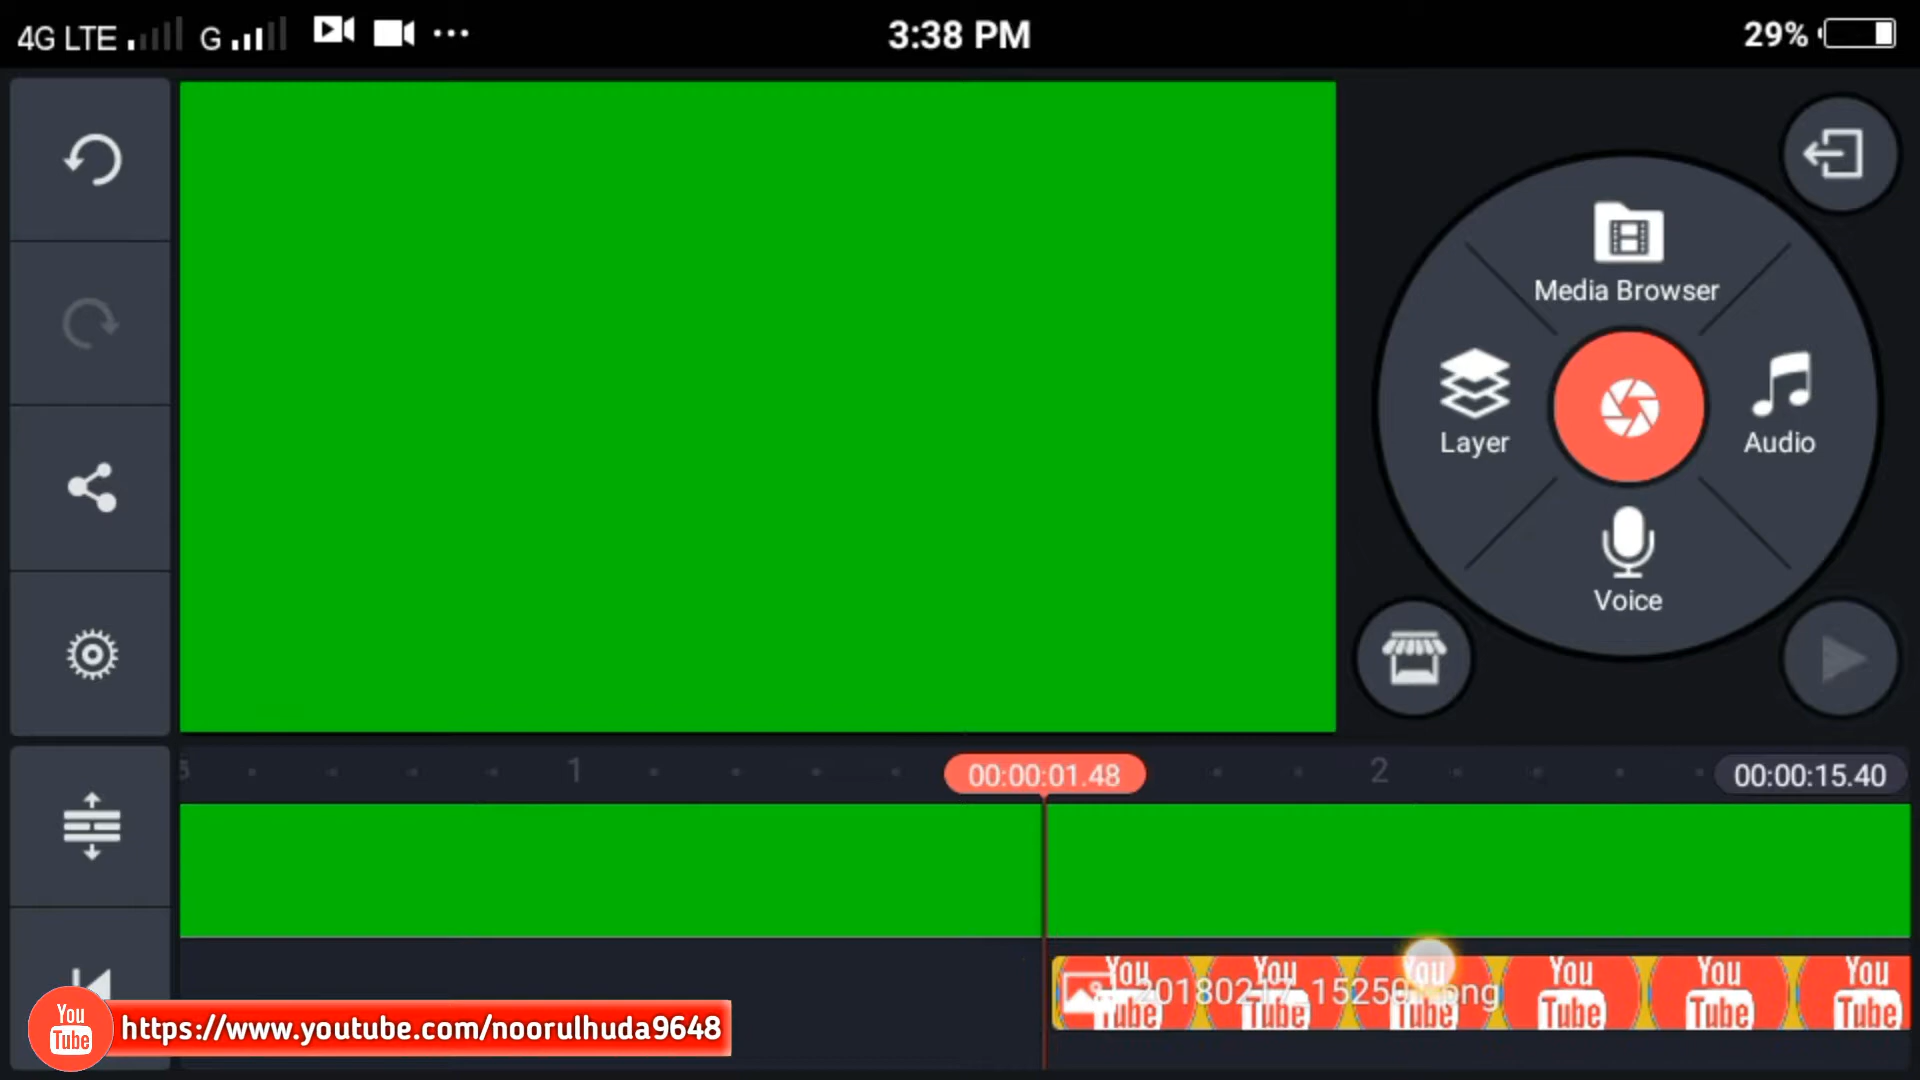 4G LTE G 3:38 PM 29%
Media Browser
Layer
Audio
Voice
1 00:00:01.48 2 00:00:15.40
You Tube You Tube You Tube You Tube You Tube You Tube
You Tube https://www.youtube.com/noorulhuda9648